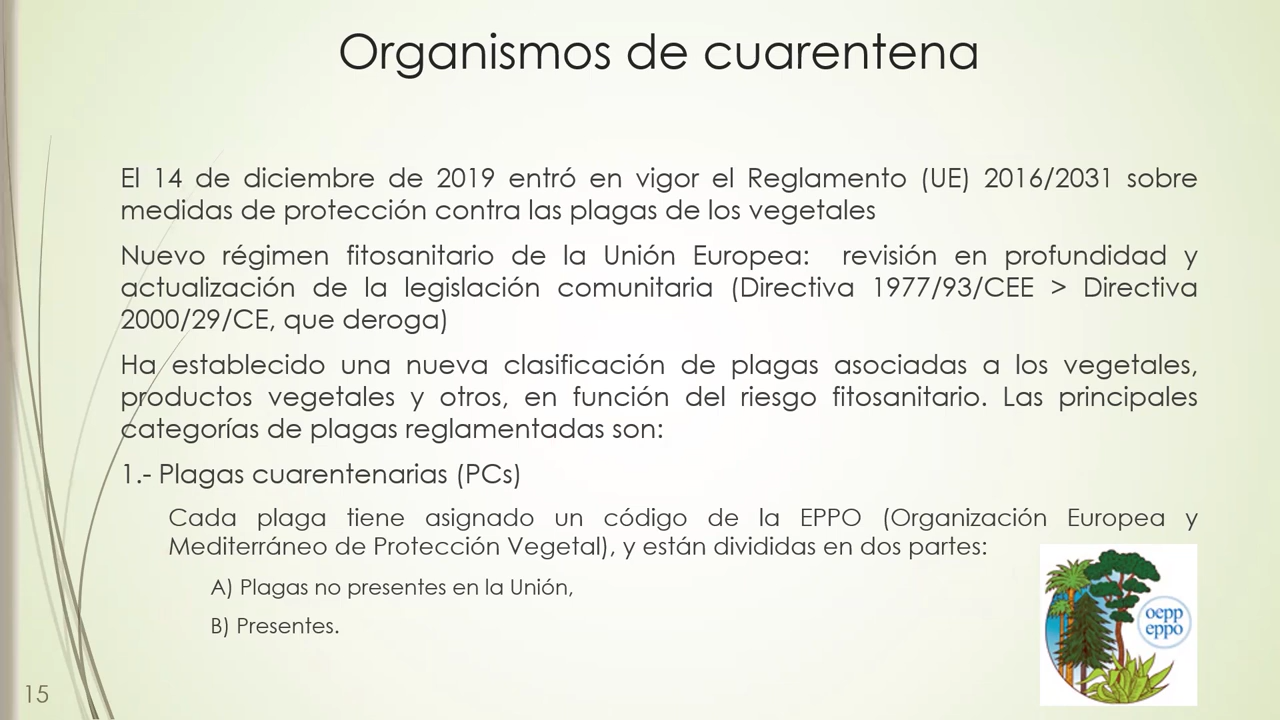 Organismos de cuarentena
El 14 de diciembre de 2019 entró en vigor el Reglamento (UE) 2016/2031 sobre
medidas de protección contra las plagas de los vegetales
Nuevo régimen fitosanitario de la Unión Europea: revisión en profundidad y
actualización de la legislación comunitaria (Directiva 1977/93/CEE > Directiva
2000/29/CE, que deroga)
Ha establecido una nueva clasificación de plagas asociadas a los vegetales,
productos vegetales y otros, en función del riesgo fitosanitario. Las principales
categorías de plagas reglamentadas son:
1.- Plagas cuarentenarias (PCs)
Cada plaga tiene asignado un código de la EPPO (Organización Europea y
Mediterráneo de Protección Vegetal), y están divididas en dos partes:
A) Plagas no presentes en la Unión,
B) Presentes.
oepp
eppo
15